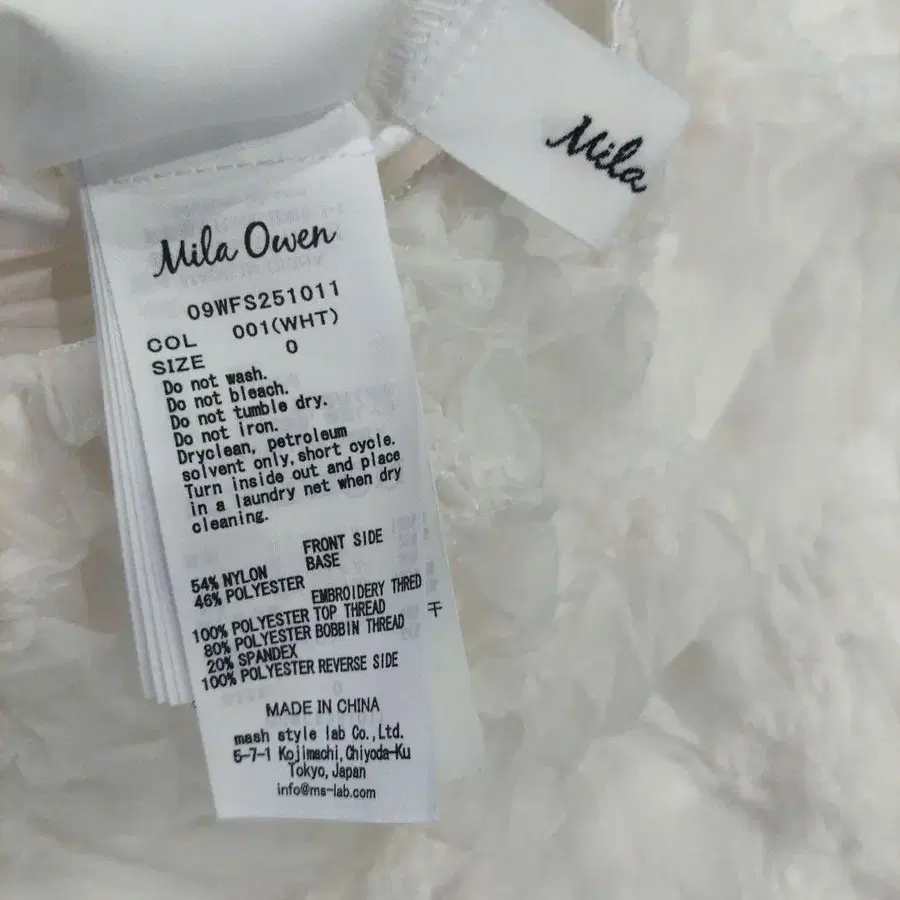 Mila
Mila Owen
09WFS251011
COL 001(WHT)
SIZE 0
Do not wash.
Do not bleach.
Do not tumble dry.
Do not iron.
Dryclean, petroleum
solvent only, short cycle.
Turn inside out and place
in a laundry net when dry
cleaning.
FRONT SIDE
BASE
54% NYLON
46% POLYESTER
EMBROIDERY THRED
100% POLYESTER TOP THREAD
80% POLYESTER BOBBIN THREAD
20% SPANDEX
100% POLYESTER REVERSE SIDE
MADE IN CHINA
mash style lab Co.,Ltd.
5-7-1 Kojimachi,Chiyoda-Ku
Tokyo,Japan
info@ms-lab.com